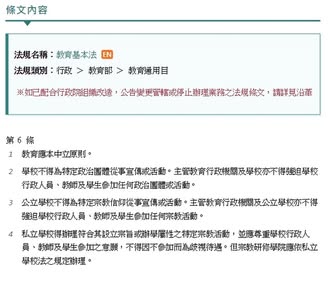 條文內容
法規名稱：教育基本法 EN
法規類別：行政 ＞ 教育部 ＞ 教育通用目
※如已配合行政院組織改造，公告變更管轄或停止辦理業務之法規條文，請詳見沿革
第 6 條
1 教育應本中立原則。
2 學校不得為特定政治團體從事宣傳或活動。主管教育行政機關及學校亦不得強迫學校
行政人員、教師及學生參加任何政治團體或活動。
3 公立學校不得為特定宗教信仰從事宣傳或活動。主管教育行政機關及公立學校亦不得
強迫學校行政人員、教師及學生參加任何宗教活動。
4 私立學校得辦理符合其設立宗旨或辦學屬性之特定宗教活動，並應尊重學校行政人
員、教師及學生參加之意願，不得因不參加而為歧視待遇。但宗教研修學院應依私立
學校法之規定辦理。